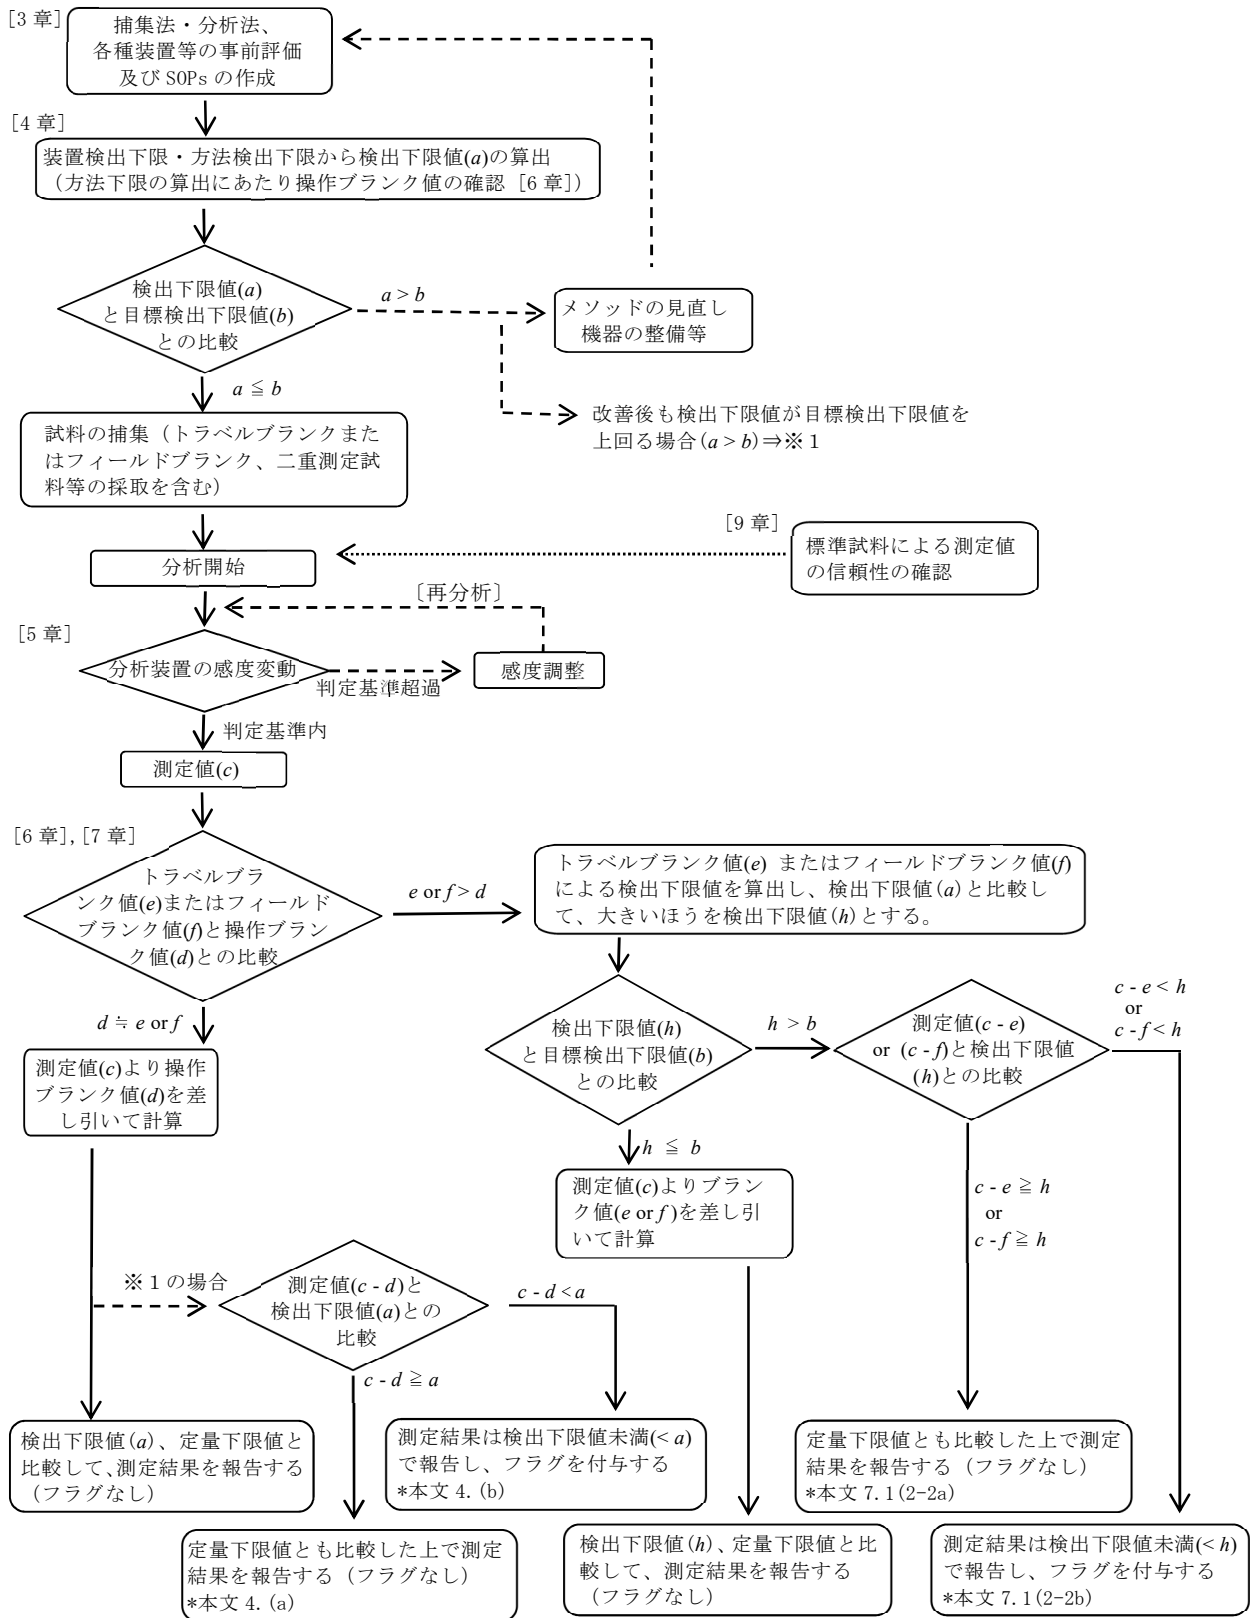 [3 章]
捕集法・分析法、
各種装置等の事前評価
及び SOPs の作成
[4 章]
装置検出下限・方法検出下限から検出下限値(a)の算出
（方法下限の算出にあたり操作ブランク値の確認［6 章］）
検出下限値(a)
と目標検出下限値(b)
との比較
a > b
メソッドの見直し
機器の整備等
a ≦ b
改善後も検出下限値が目標検出下限値を
上回る場合(a > b)⇒※１
試料の捕集（トラベルブランクまた
はフィールドブランク、二重測定試
料等の採取を含む）
[9 章]
標準試料による測定値
の信頼性の確認
分析開始
〔再分析〕
[5 章]
分析装置の感度変動
判定基準超過
感度調整
判定基準内
測定値(c)
[6 章],[7 章]
トラベルブラ
ンク値(e)またはフィールド
ブランク値(f)と操作ブラン
ク値(d)との比較
e or f > d
トラベルブランク値(e) またはフィールドブランク値(f)
による検出下限値を算出し、検出下限値(a)と比較し
て、大きいほうを検出下限値(h)とする。
d ≒ e or f
測定値(c)より操作
ブランク値(d)を差
し引いて計算
検出下限値(h)
と目標検出下限値(b)
との比較
h > b
測定値(c - e)
or (c - f)と検出下限値
(h)との比較
c - e < h
or
c - f < h
h ≦ b
測定値(c)よりブラン
ク値(e or f)を差し引
いて計算
c - e ≧ h
or
c - f ≧ h
※１の場合
測定値(c - d)と
検出下限値(a)との
比較
c - d < a
c - d ≧ a
検出下限値(a)、定量下限値と
比較して、測定結果を報告する
（フラグなし）
測定結果は検出下限値未満(< a)
で報告し、フラグを付与する
*本文 4.(b)
定量下限値とも比較した上で測定
結果を報告する（フラグなし）
*本文 7.1(2-2a)
定量下限値とも比較した上で測定
結果を報告する（フラグなし）
*本文 4.(a)
検出下限値(h)、定量下限値と比
較して、測定結果を報告する
（フラグなし）
測定結果は検出下限値未満(< h)
で報告し、フラグを付与する
*本文 7.1(2-2b)